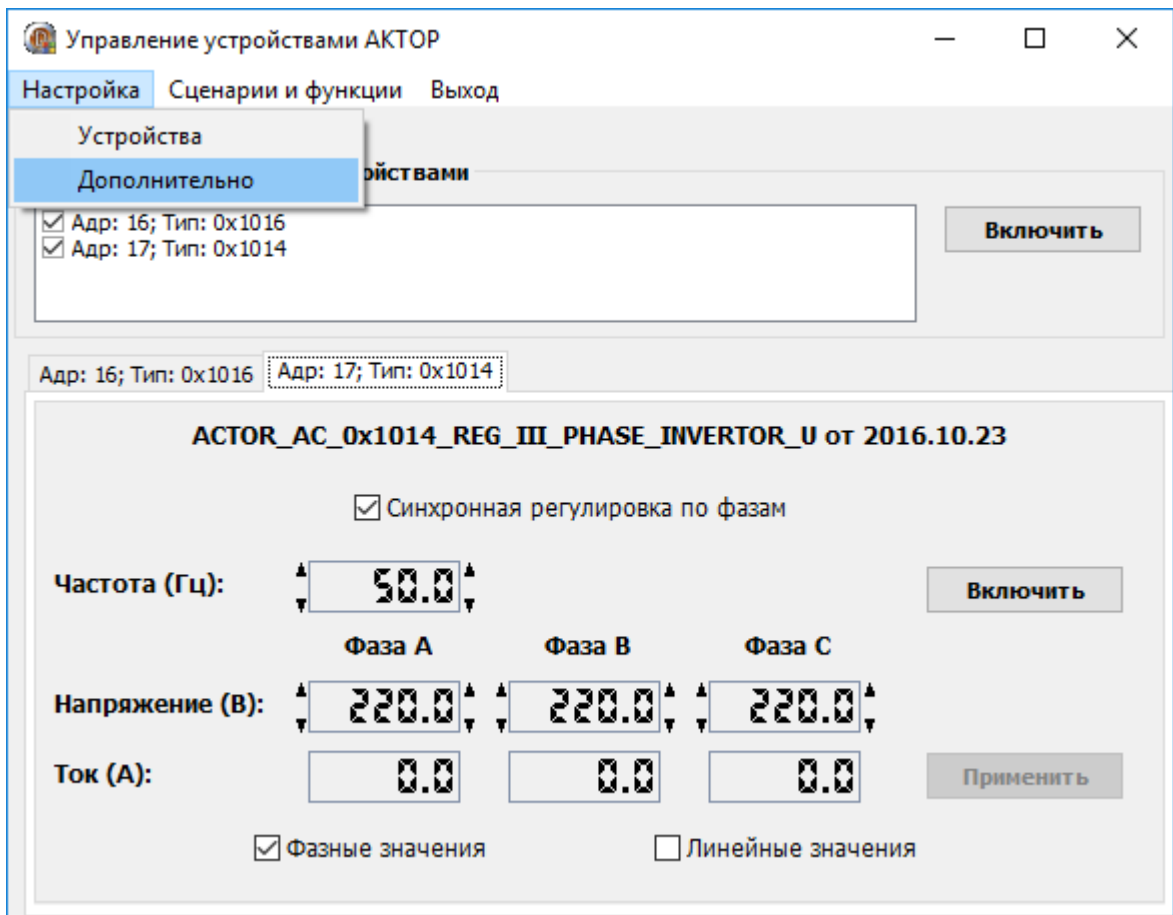 Управление устройствами АКТОР
Настройка Сценарии и функции Выход
Устройства
Дополнительно
ойствами
Адр: 16; Тип: 0x1016
Адр: 17; Тип: 0x1014
Включить
Адр: 16; Тип: 0x1016 Адр: 17; Тип: 0x1014
ACTOR_AC_0x1014_REG_III_PHASE_INVERTOR_U от 2016.10.23
Синхронная регулировка по фазам
Частота (Гц): 50.0 Включить
Фаза A Фаза B Фаза C
Напряжение (В): 220.0 220.0 220.0
Ток (А): 0.0 0.0 0.0 Применить
Фазные значения Линейные значения